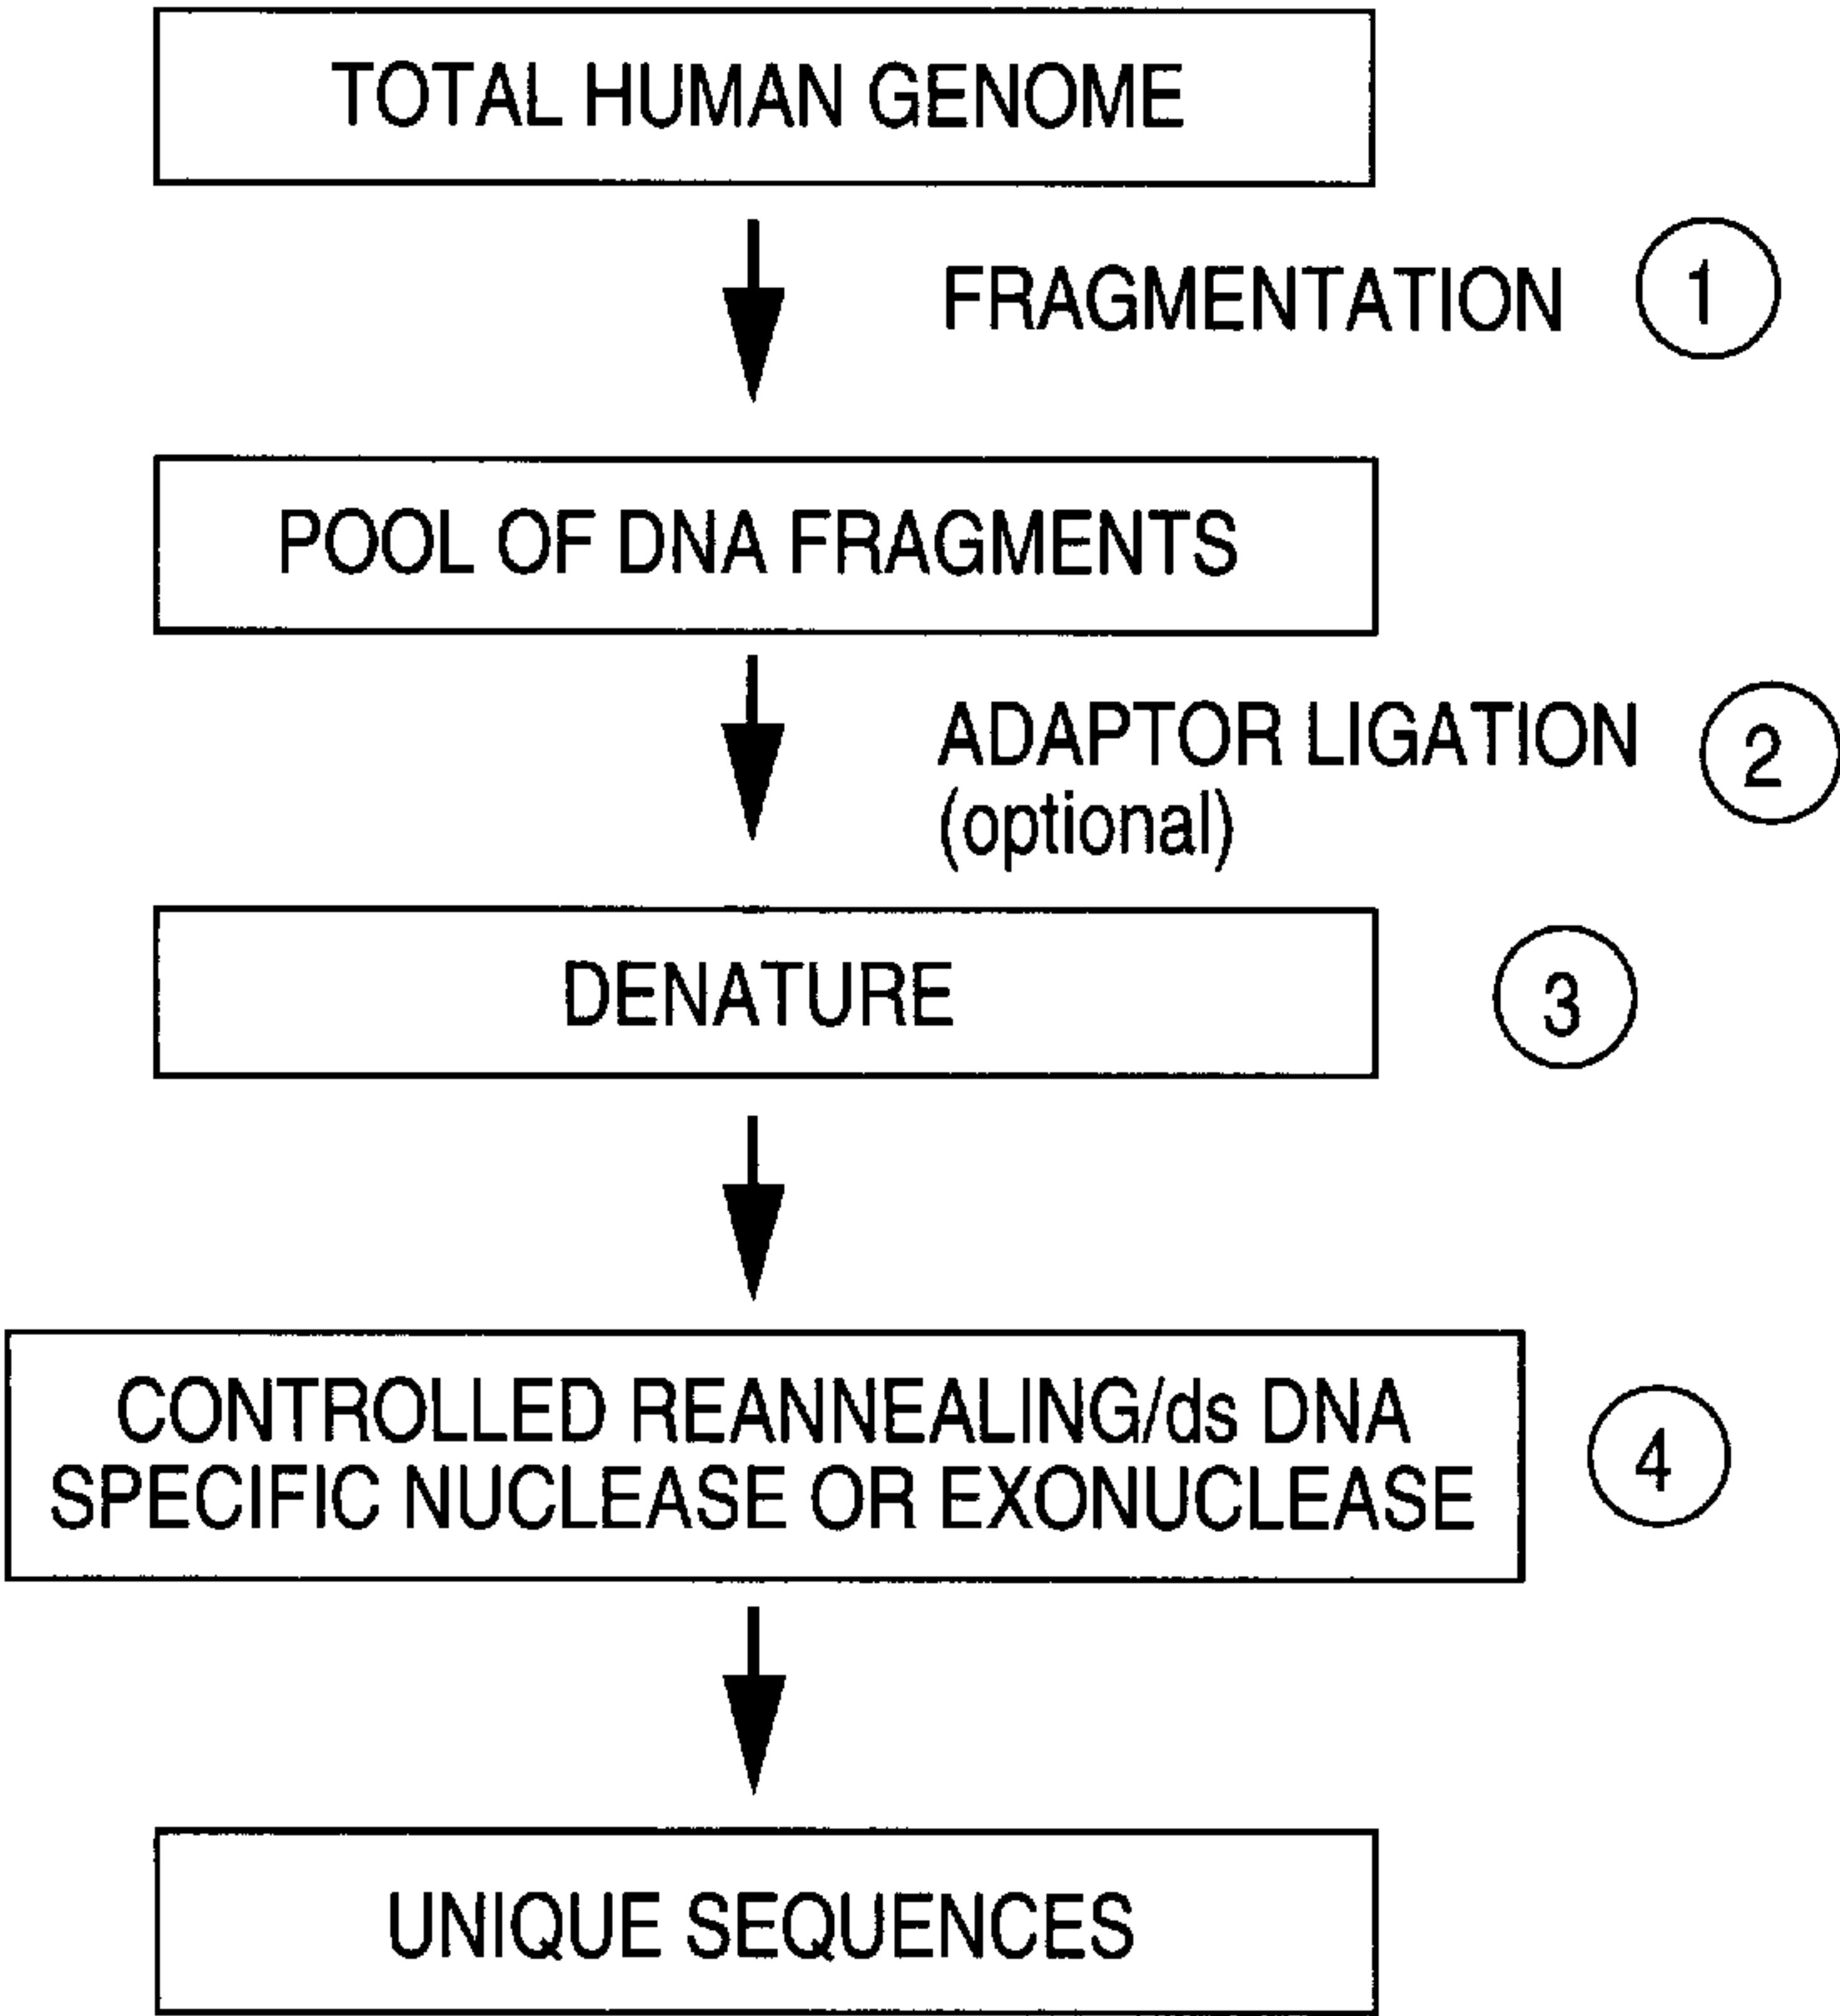 TOTAL HUMAN GENOME
FRAGMENTATION 1
POOL OF DNA FRAGMENTS
ADAPTOR LIGATION 2
(optional)
DENATURE 3
CONTROLLED REANNEALING/ds DNA
SPECIFIC NUCLEASE OR EXONUCLEASE 4
UNIQUE SEQUENCES